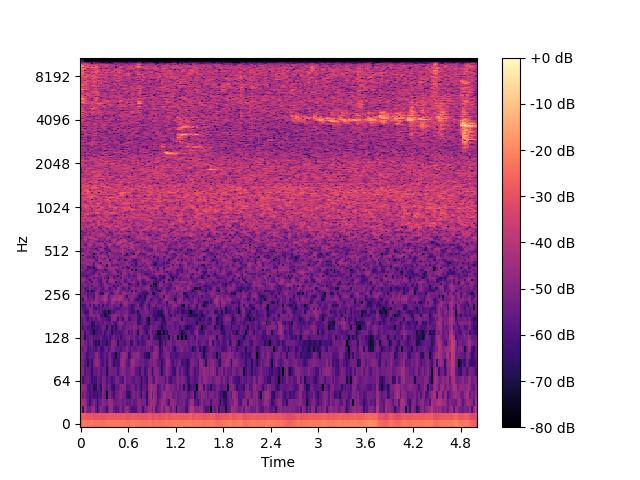 8192
4096
2048
1024
512
256
128
64
0
Hz
0 0.6 1.2 1.8 2.4 3 3.6 4.2 4.8
Time
+0 dB
-10 dB
-20 dB
-30 dB
-40 dB
-50 dB
-60 dB
-70 dB
-80 dB